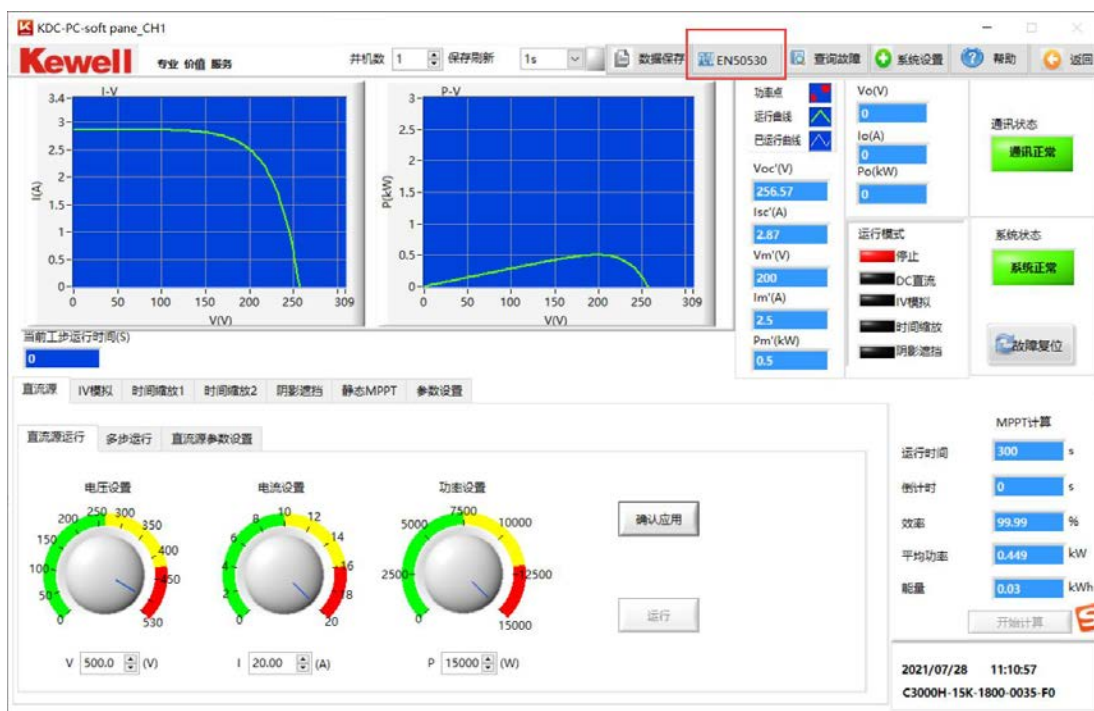 KDC-PC-soft pane_CH1
Kewell 专业 价值 服务 并机数 1 保存刷新 1s 数据保存 EN50530 查询故障 系统设置 帮助 返回
I-V
3.4
3
2.5
2
1.5
1
0.5
0
I(A)
0 50 100 150 200 250 309
V(V)
P-V
3
2.5
2
1.5
1
0.5
0
P(kW)
0 50 100 150 200 250 309
V(V)
功率点
运行曲线
已运行曲线
Voc'(V)
256.57
Isc'(A)
2.87
Vm'(V)
200
Im'(A)
2.5
Pm'(kW)
0.5
Vo(V)
0
Io(A)
0
Po(kW)
0
运行模式
停止
DC直流
IV模拟
时间缩放
阴影遮挡
通讯状态
通讯正常
系统状态
系统正常
故障复位
当前工步运行时间(S)
0
直流源 IV模拟 时间缩放1 时间缩放2 阴影遮挡 静态MPPT 参数设置
直流源运行 多步运行 直流源参数设置
电压设置
0 50 100 150 200 250 300 350 400 450 530
V 500.0 (V)
电流设置
0 2 4 6 8 10 12 14 16 18 20
I 20.00 (A)
功率设置
0 2500 5000 7500 10000 12500 15000
P 15000 (W)
确认应用
运行
MPPT计算
运行时间 300 s
倒计时 0 s
效率 99.99 %
平均功率 0.449 kW
能量 0.03 kWh
开始计算
2021/07/28 11:10:57
C3000H-15K-1800-0035-F0